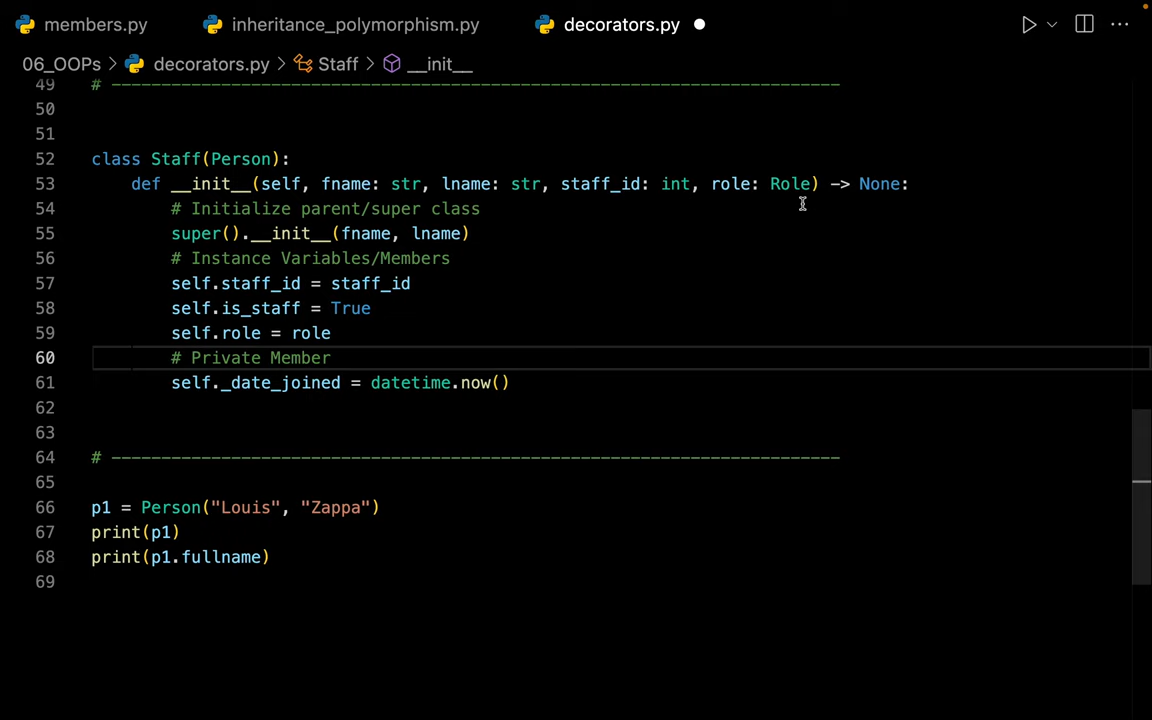 members.py inheritance_polymorphism.py decorators.py
06_OOPs > decorators.py > Staff > __init__
49 # --------------------------------------------------------------------------
50
51
52 class Staff(Person):
53     def __init__(self, fname: str, lname: str, staff_id: int, role: Role) -> None:
54         # Initialize parent/super class
55         super().__init__(fname, lname)
56         # Instance Variables/Members
57         self.staff_id = staff_id
58         self.is_staff = True
59         self.role = role
60         # Private Member
61         self._date_joined = datetime.now()
62
63
64 # --------------------------------------------------------------------------
65
66 p1 = Person("Louis", "Zappa")
67 print(p1)
68 print(p1.fullname)
69